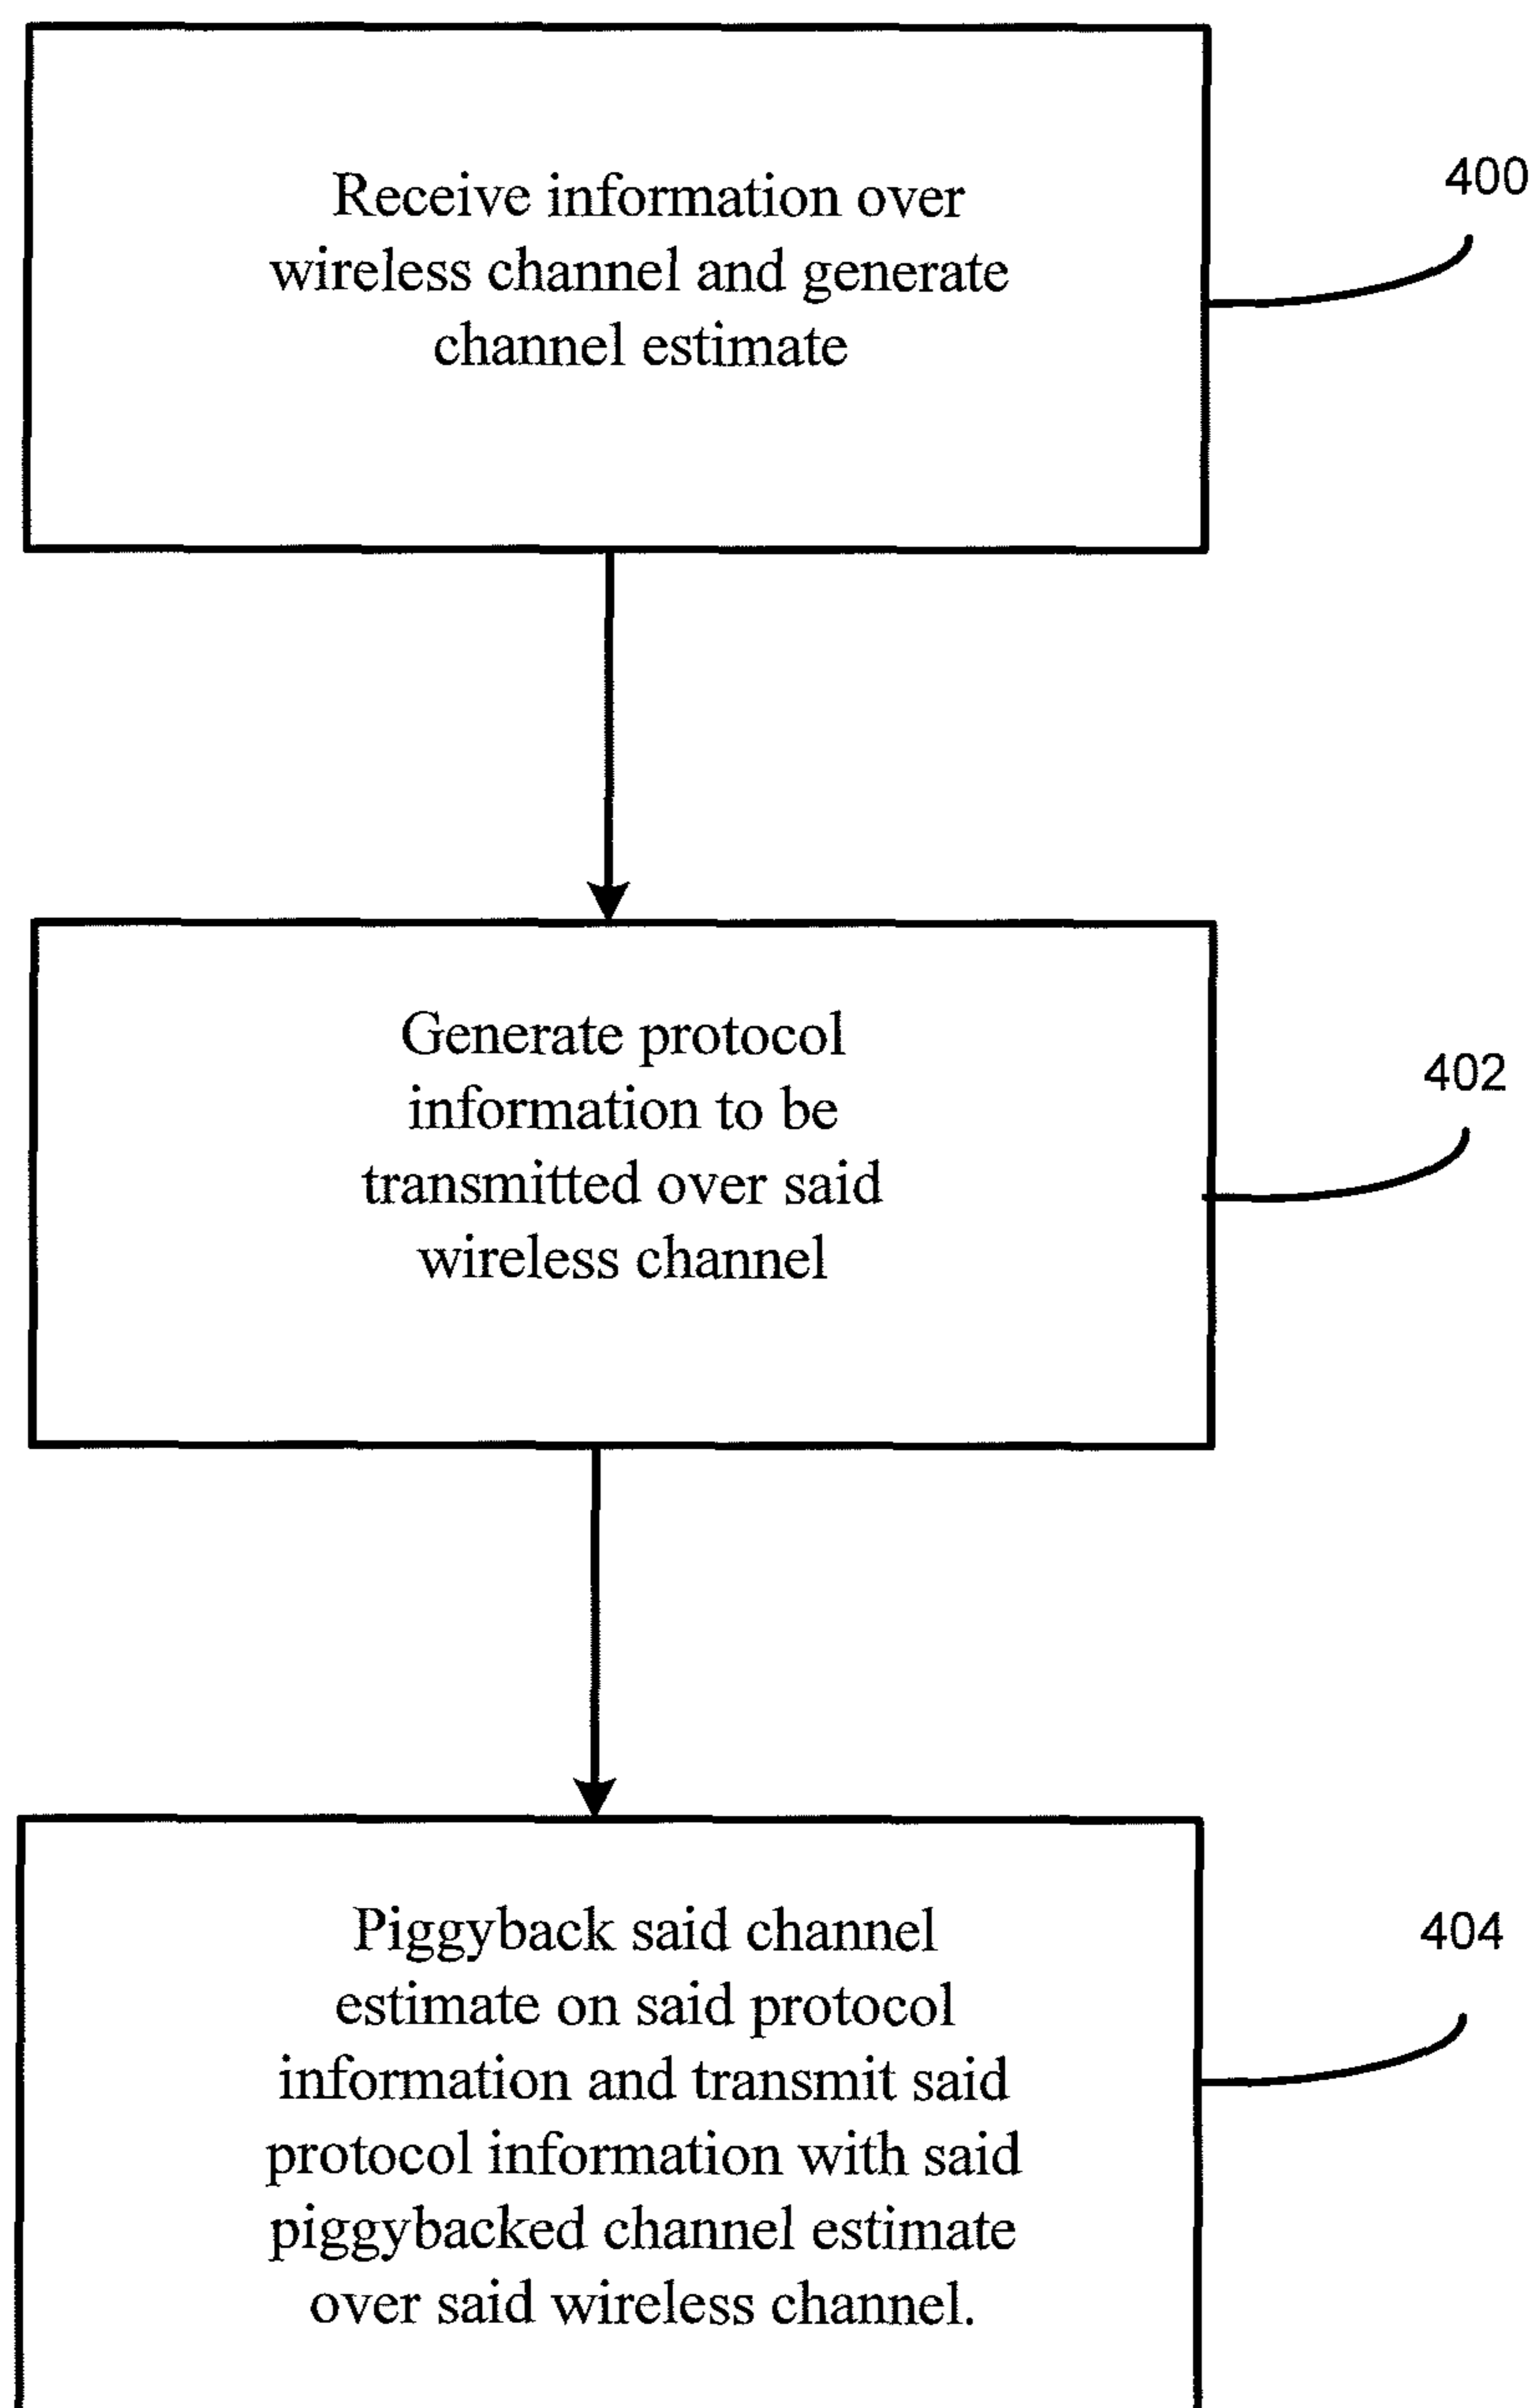 Receive information over
wireless channel and generate
channel estimate
400
Generate protocol
information to be
transmitted over said
wireless channel
402
Piggyback said channel
estimate on said protocol
information and transmit said
protocol information with said
piggybacked channel estimate
over said wireless channel.
404